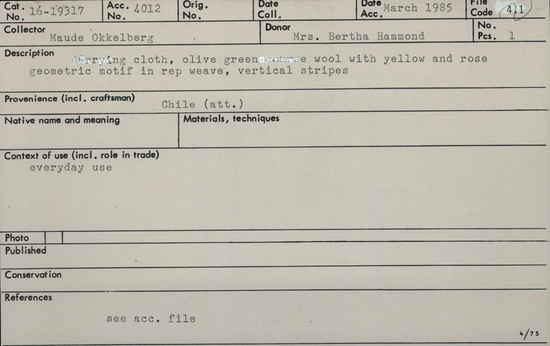 Cat. No. 16-19317 Acc. No. 4012 Orig. No. Date Coll. Date Acc. March 1985 File Code 4.1
Collector Maude Okkelberg Donor Mrs. Bertha Hammond No. Pcs. 1
Description Carrying cloth, olive green coarse wool with yellow and rose
geometric motif in rep weave, vertical stripes
Provenience (incl. craftsman) Chile (att.)
Native name and meaning Materials, techniques
Context of use (incl. role in trade)
everyday use
Photo
Published
Conservation
References
see acc. file
4/75